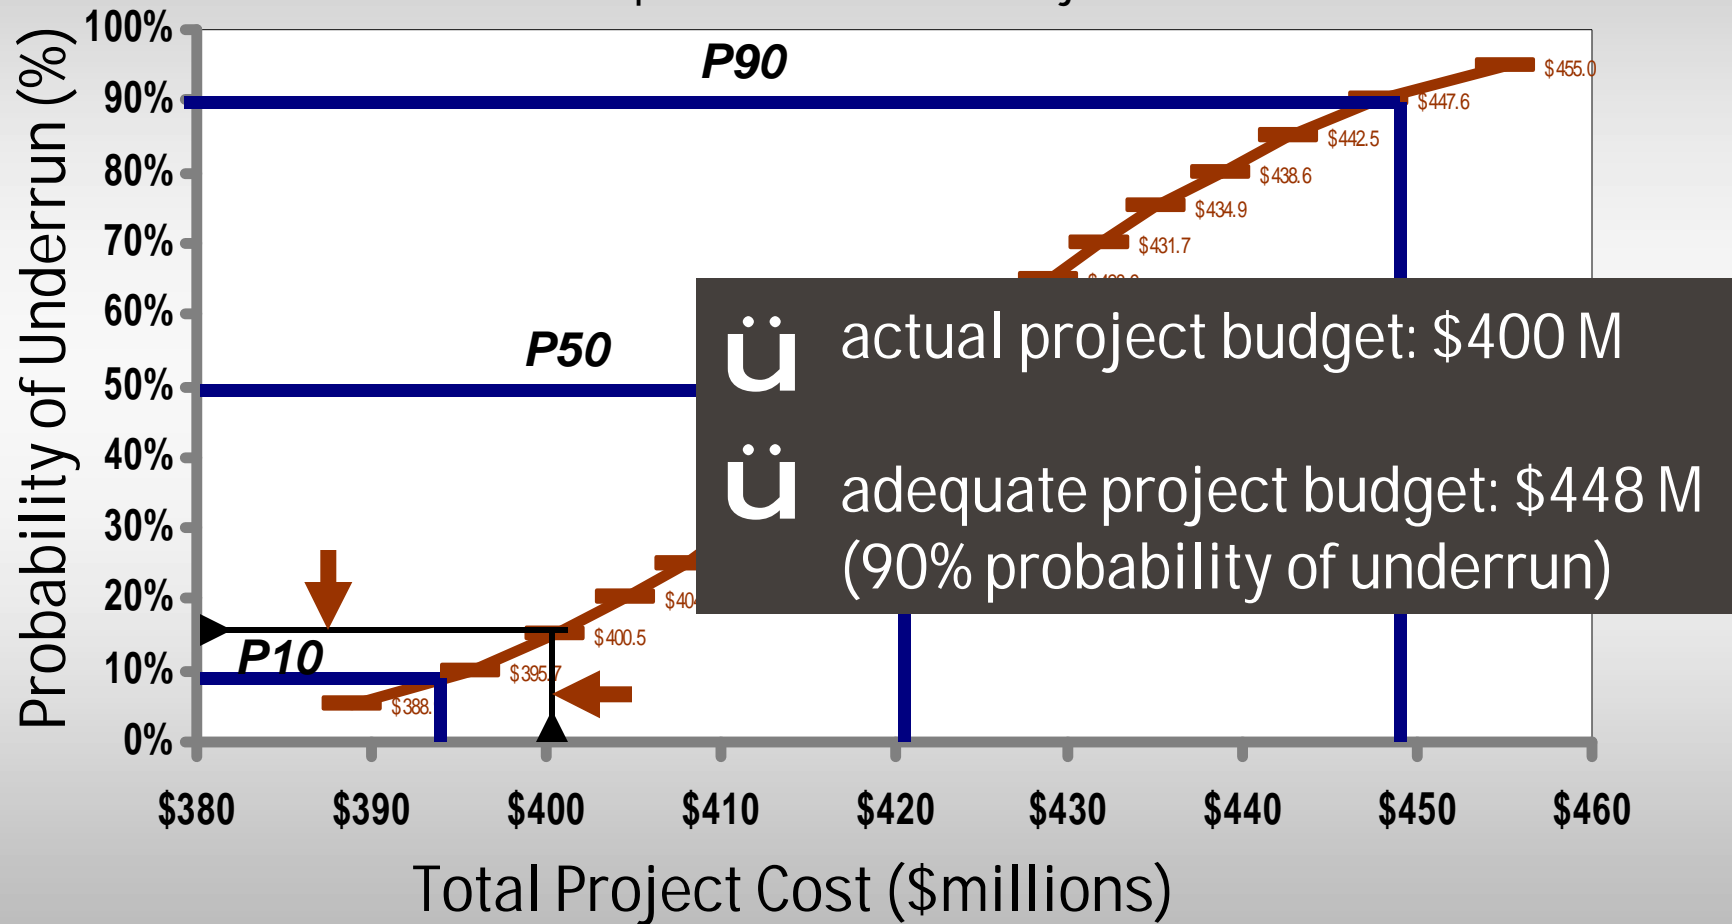 100%
P90
$455.0
90%
$447.6
$442.5
80%
$438.6
$434.9
70%
$431.7
60%
actual project budget: $400 M
P50
50%
40%
adequate project budget: $448 M
30%
(90% probability of underrun)
20%
$400.5
P10
10%
$395.7
$388.
0%
$380 $390 $400 $410 $420 $430 $440 $450 $460
Total Project Cost ($millions)
Probability of Underrun (%)
ü
ü